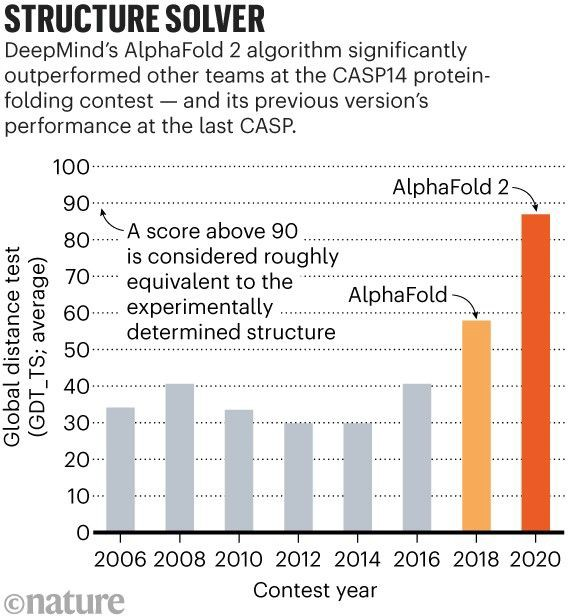 STRUCTURE SOLVER
DeepMind’s AlphaFold 2 algorithm significantly
outperformed other teams at the CASP14 protein-
folding contest — and its previous version’s
performance at the last CASP.
Global distance test
(GDT_TS; average)
100
90
80
70
60
50
40
30
20
10
0
A score above 90
is considered roughly
equivalent to the
experimentally
determined structure
AlphaFold
AlphaFold 2
2006 2008 2010 2012 2014 2016 2018 2020
Contest year
©nature